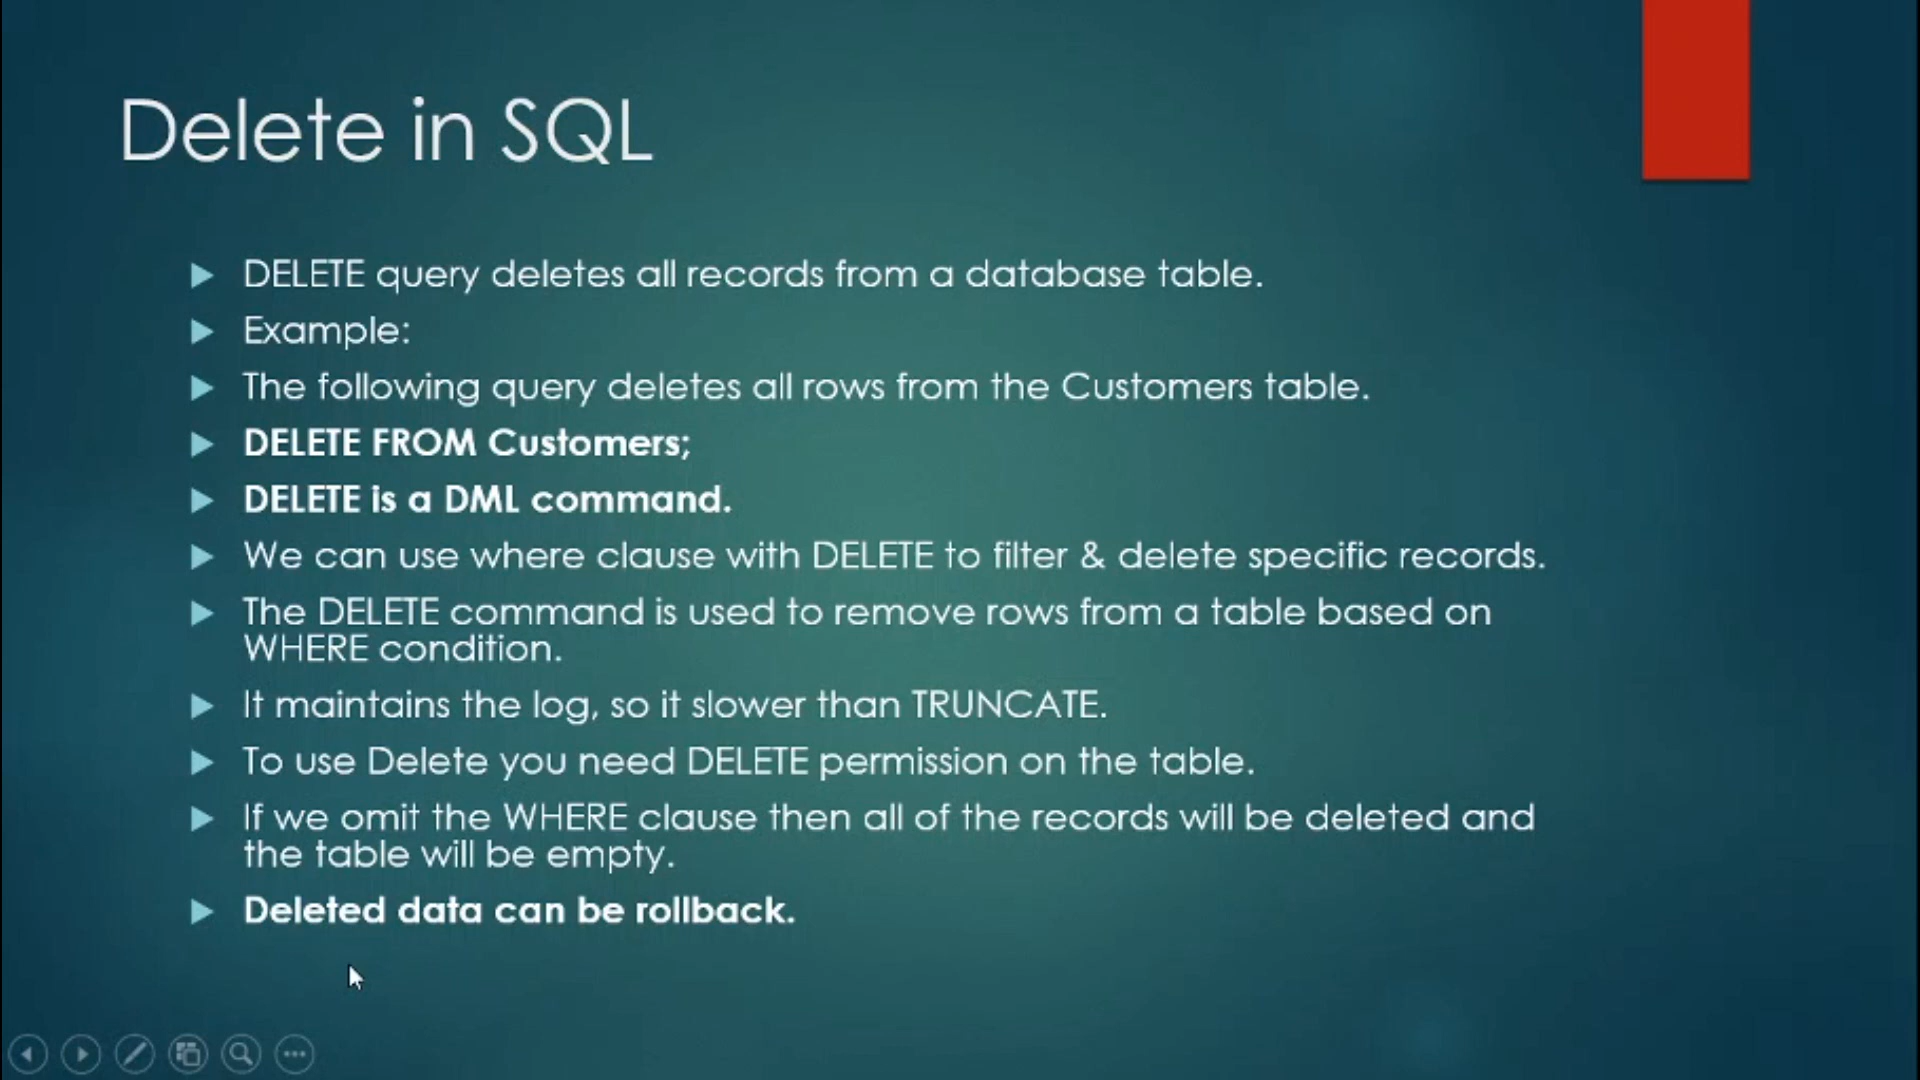 Delete in SQL
DELETE query deletes all records from a database table.
Example:
The following query deletes all rows from the Customers table.
DELETE FROM Customers;
DELETE is a DML command.
We can use where clause with DELETE to filter & delete specific records.
The DELETE command is used to remove rows from a table based on
WHERE condition.
It maintains the log, so it slower than TRUNCATE.
To use Delete you need DELETE permission on the table.
If we omit the WHERE clause then all of the records will be deleted and
the table will be empty.
Deleted data can be rollback.